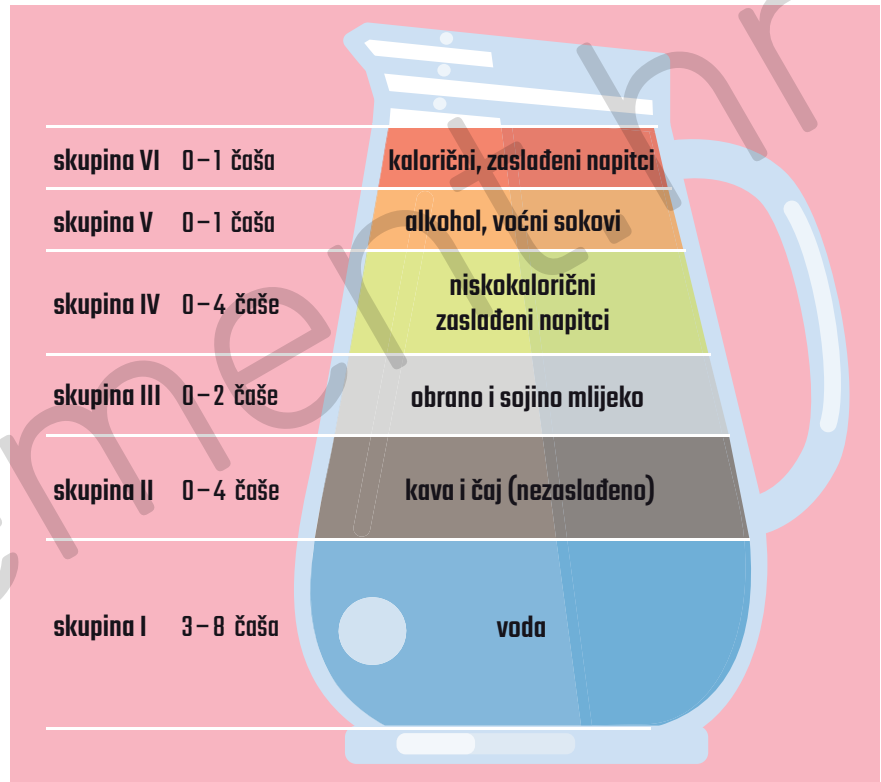 skupina VI 0–1 čaša kalorični, zaslađeni napitci
skupina V 0–1 čaša alkohol, voćni sokovi
skupina IV 0–4 čaše niskokalorični
zaslađeni napitci
skupina III 0–2 čaše obrano i sojino mlijeko
skupina II 0–4 čaše kava i čaj (nezaslađeno)
skupina I 3–8 čaša voda
ement.hr